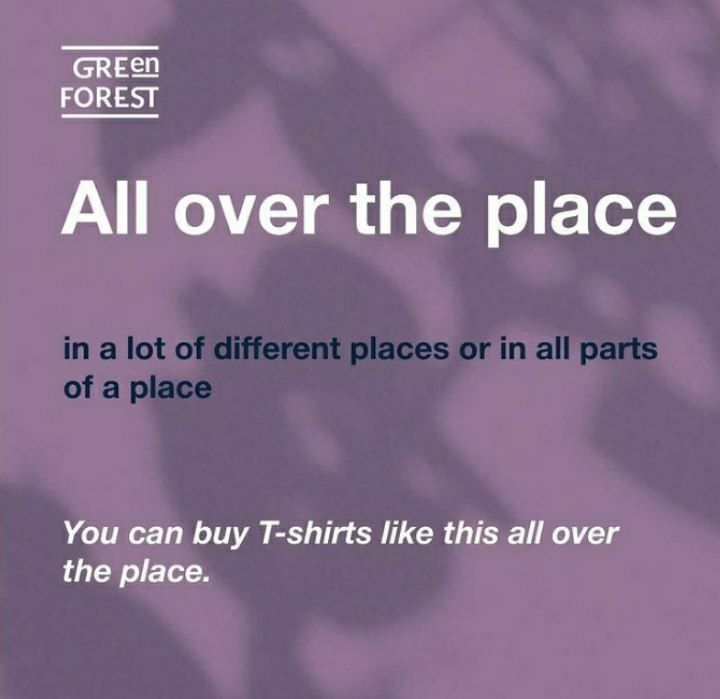 GREen
FOREST
All over the place
in a lot of different places or in all parts
of a place
You can buy T-shirts like this all over
the place.